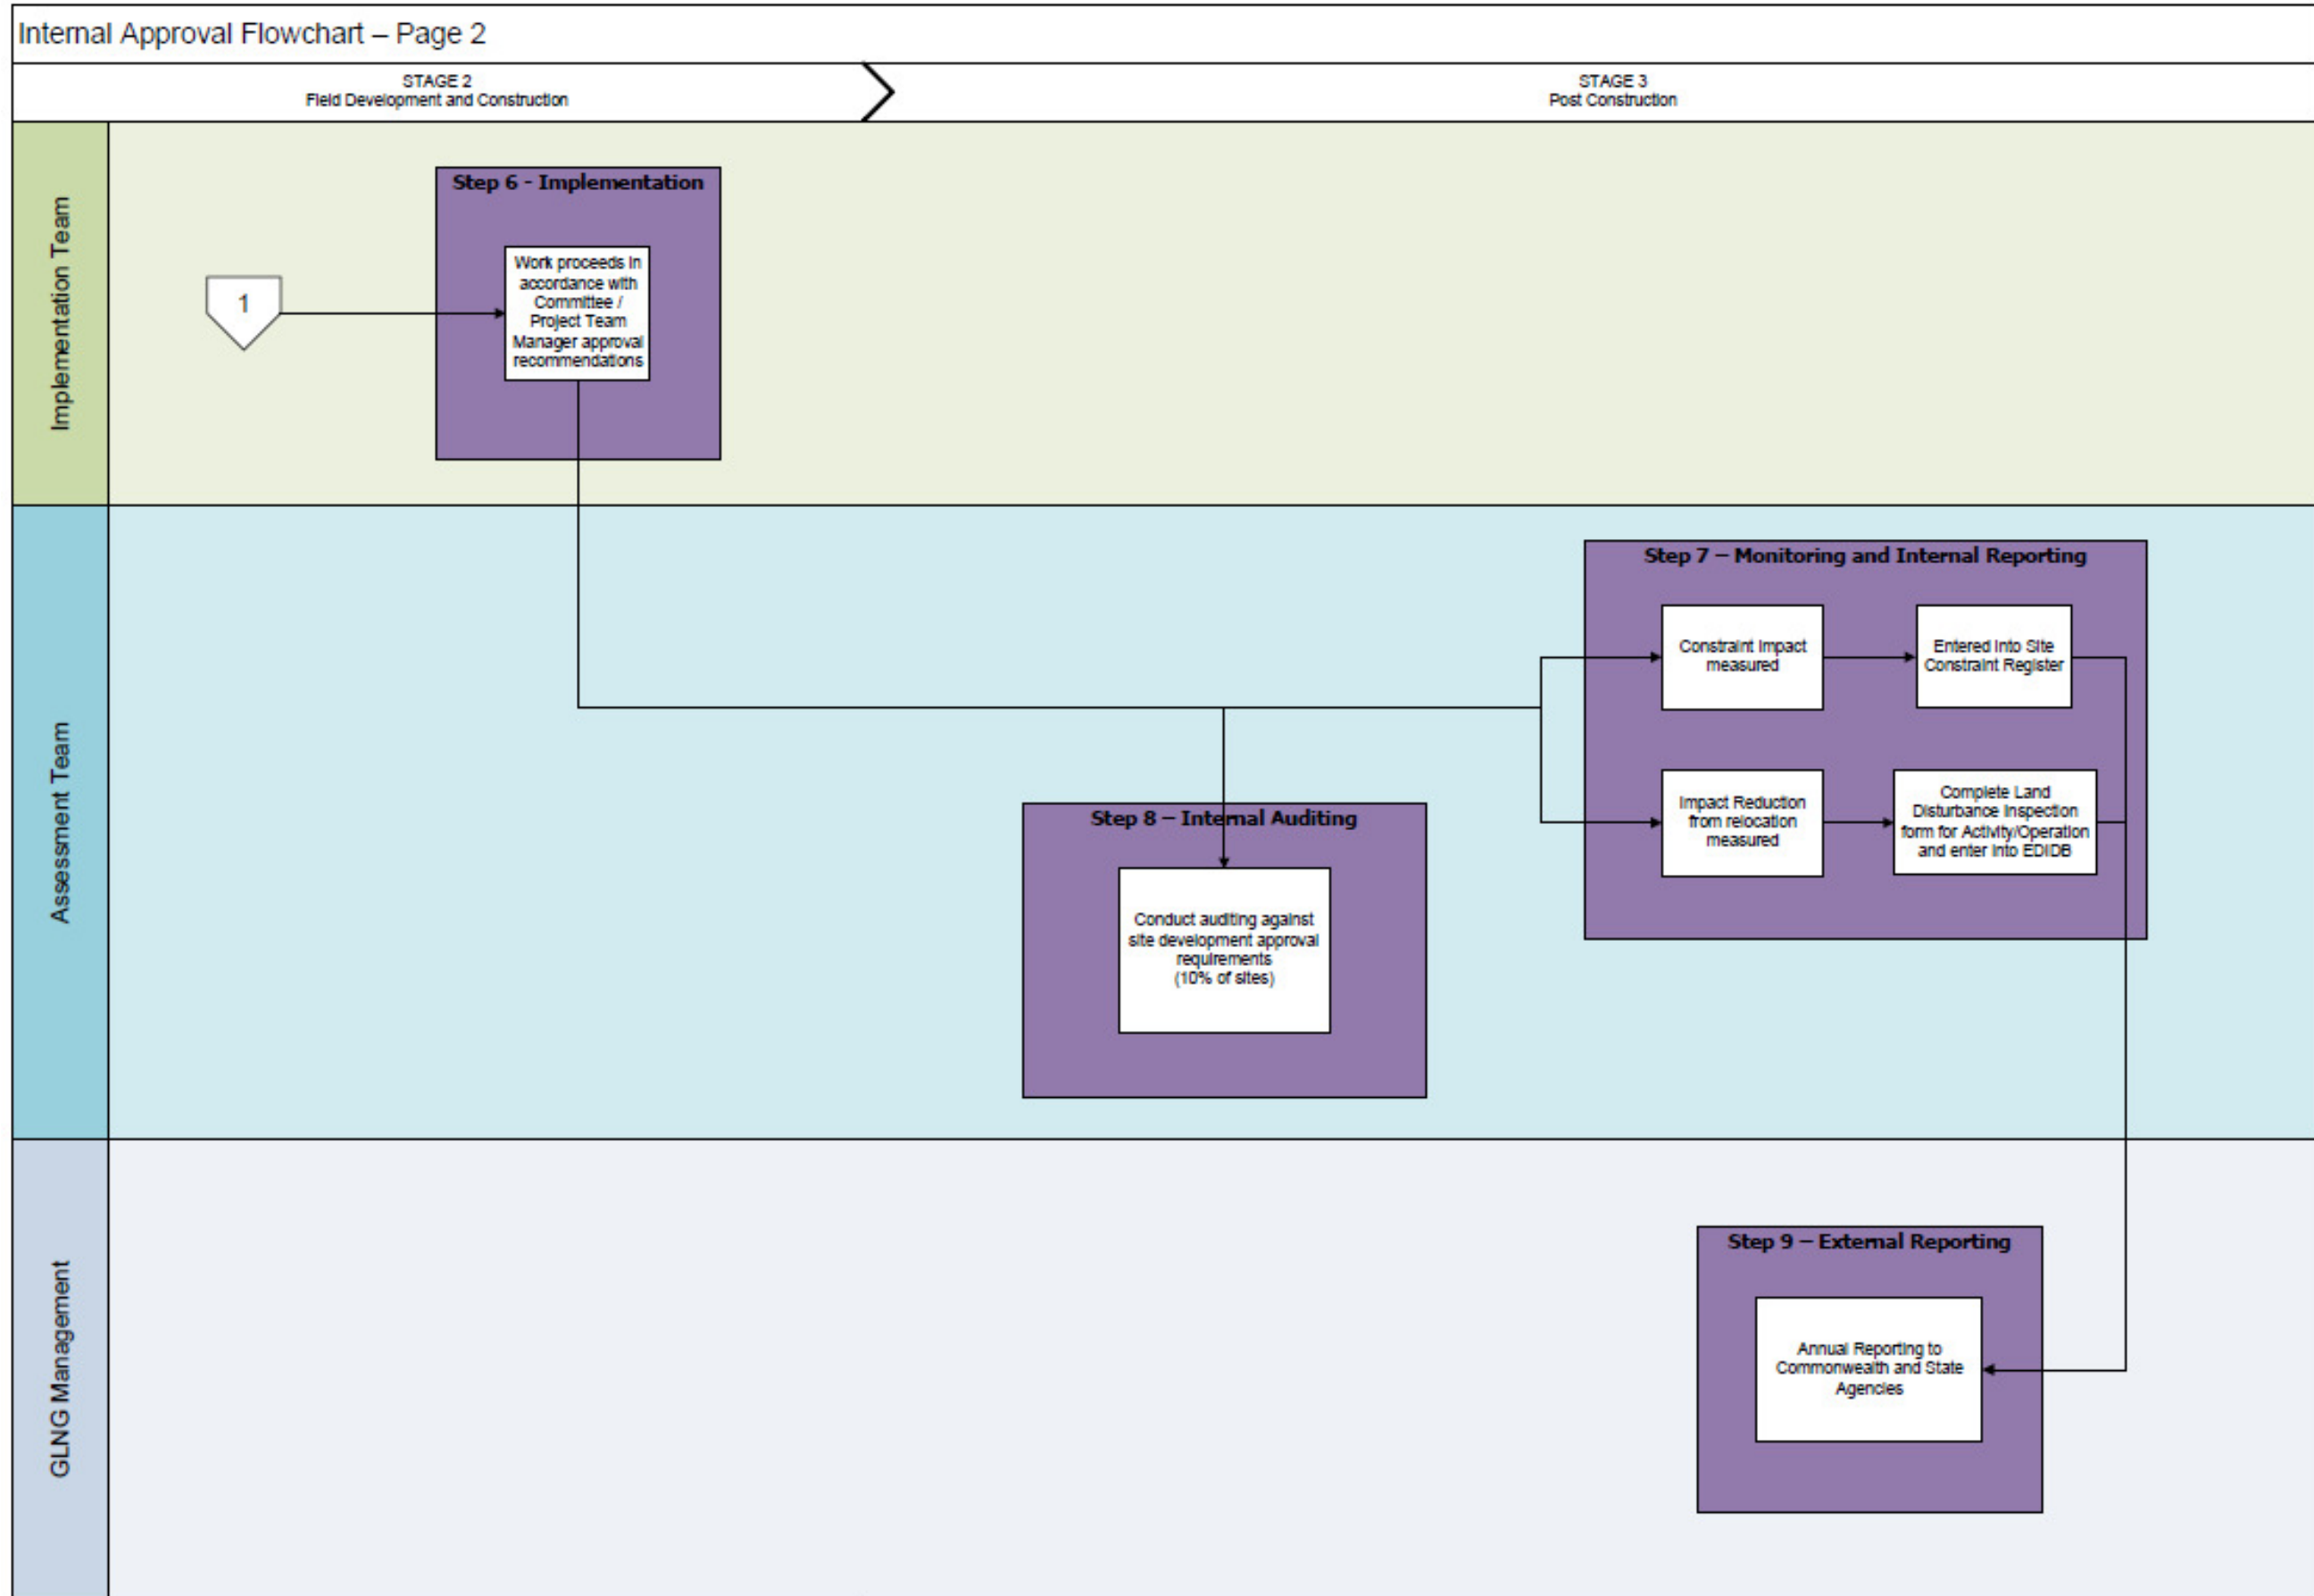 Internal Approval Flowchart – Page 2
STAGE 2
Field Development and Construction
STAGE 3
Post Construction
Implementation Team
1
Step 6 - Implementation
Work proceeds in
accordance with
Committee /
Project Team
Manager approval
recommendations
Assessment Team
Step 7 – Monitoring and Internal Reporting
Constraint Impact
measured
Entered into Site
Constraint Register
Impact Reduction
from relocation
measured
Complete Land
Disturbance Inspection
form for Activity/Operation
and enter into EDIDB
Step 8 – Internal Auditing
Conduct auditing against
site development approval
requirements
(10% of sites)
GLNG Management
Step 9 – External Reporting
Annual Reporting to
Commonwealth and State
Agencies